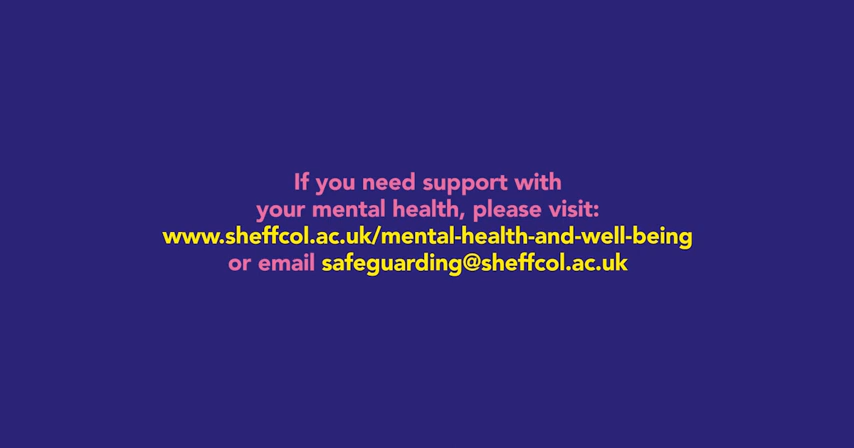 If you need support with
your mental health, please visit:
www.sheffcol.ac.uk/mental-health-and-well-being
or email safeguarding@sheffcol.ac.uk